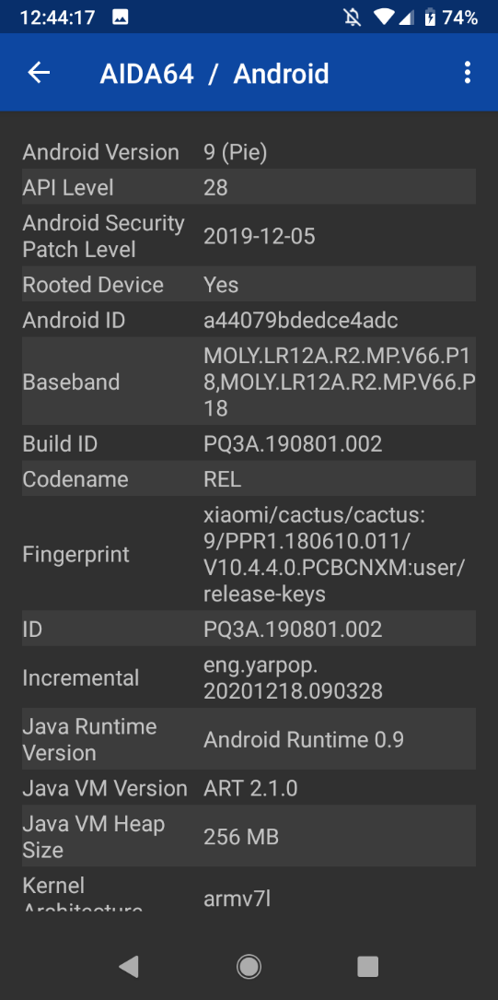 12:44:17 74%
AIDA64 / Android
Android Version 9 (Pie)
API Level 28
Android Security
Patch Level 2019-12-05
Rooted Device Yes
Android ID a44079bdedce4adc
Baseband MOLY.LR12A.R2.MP.V66.P1
8,MOLY.LR12A.R2.MP.V66.P
18
Build ID PQ3A.190801.002
Codename REL
Fingerprint xiaomi/cactus/cactus:
9/PPR1.180610.011/
V10.4.4.0.PCBCNXM:user/
release-keys
ID PQ3A.190801.002
Incremental eng.yarpop.
20201218.090328
Java Runtime
Version Android Runtime 0.9
Java VM Version ART 2.1.0
Java VM Heap
Size 256 MB
Kernel
Architecture armv7l